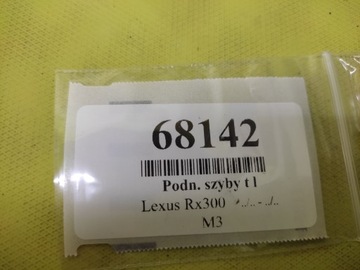 68142
Podn. szyby t l
Lexus Rx300 *../.. - ../..
M3